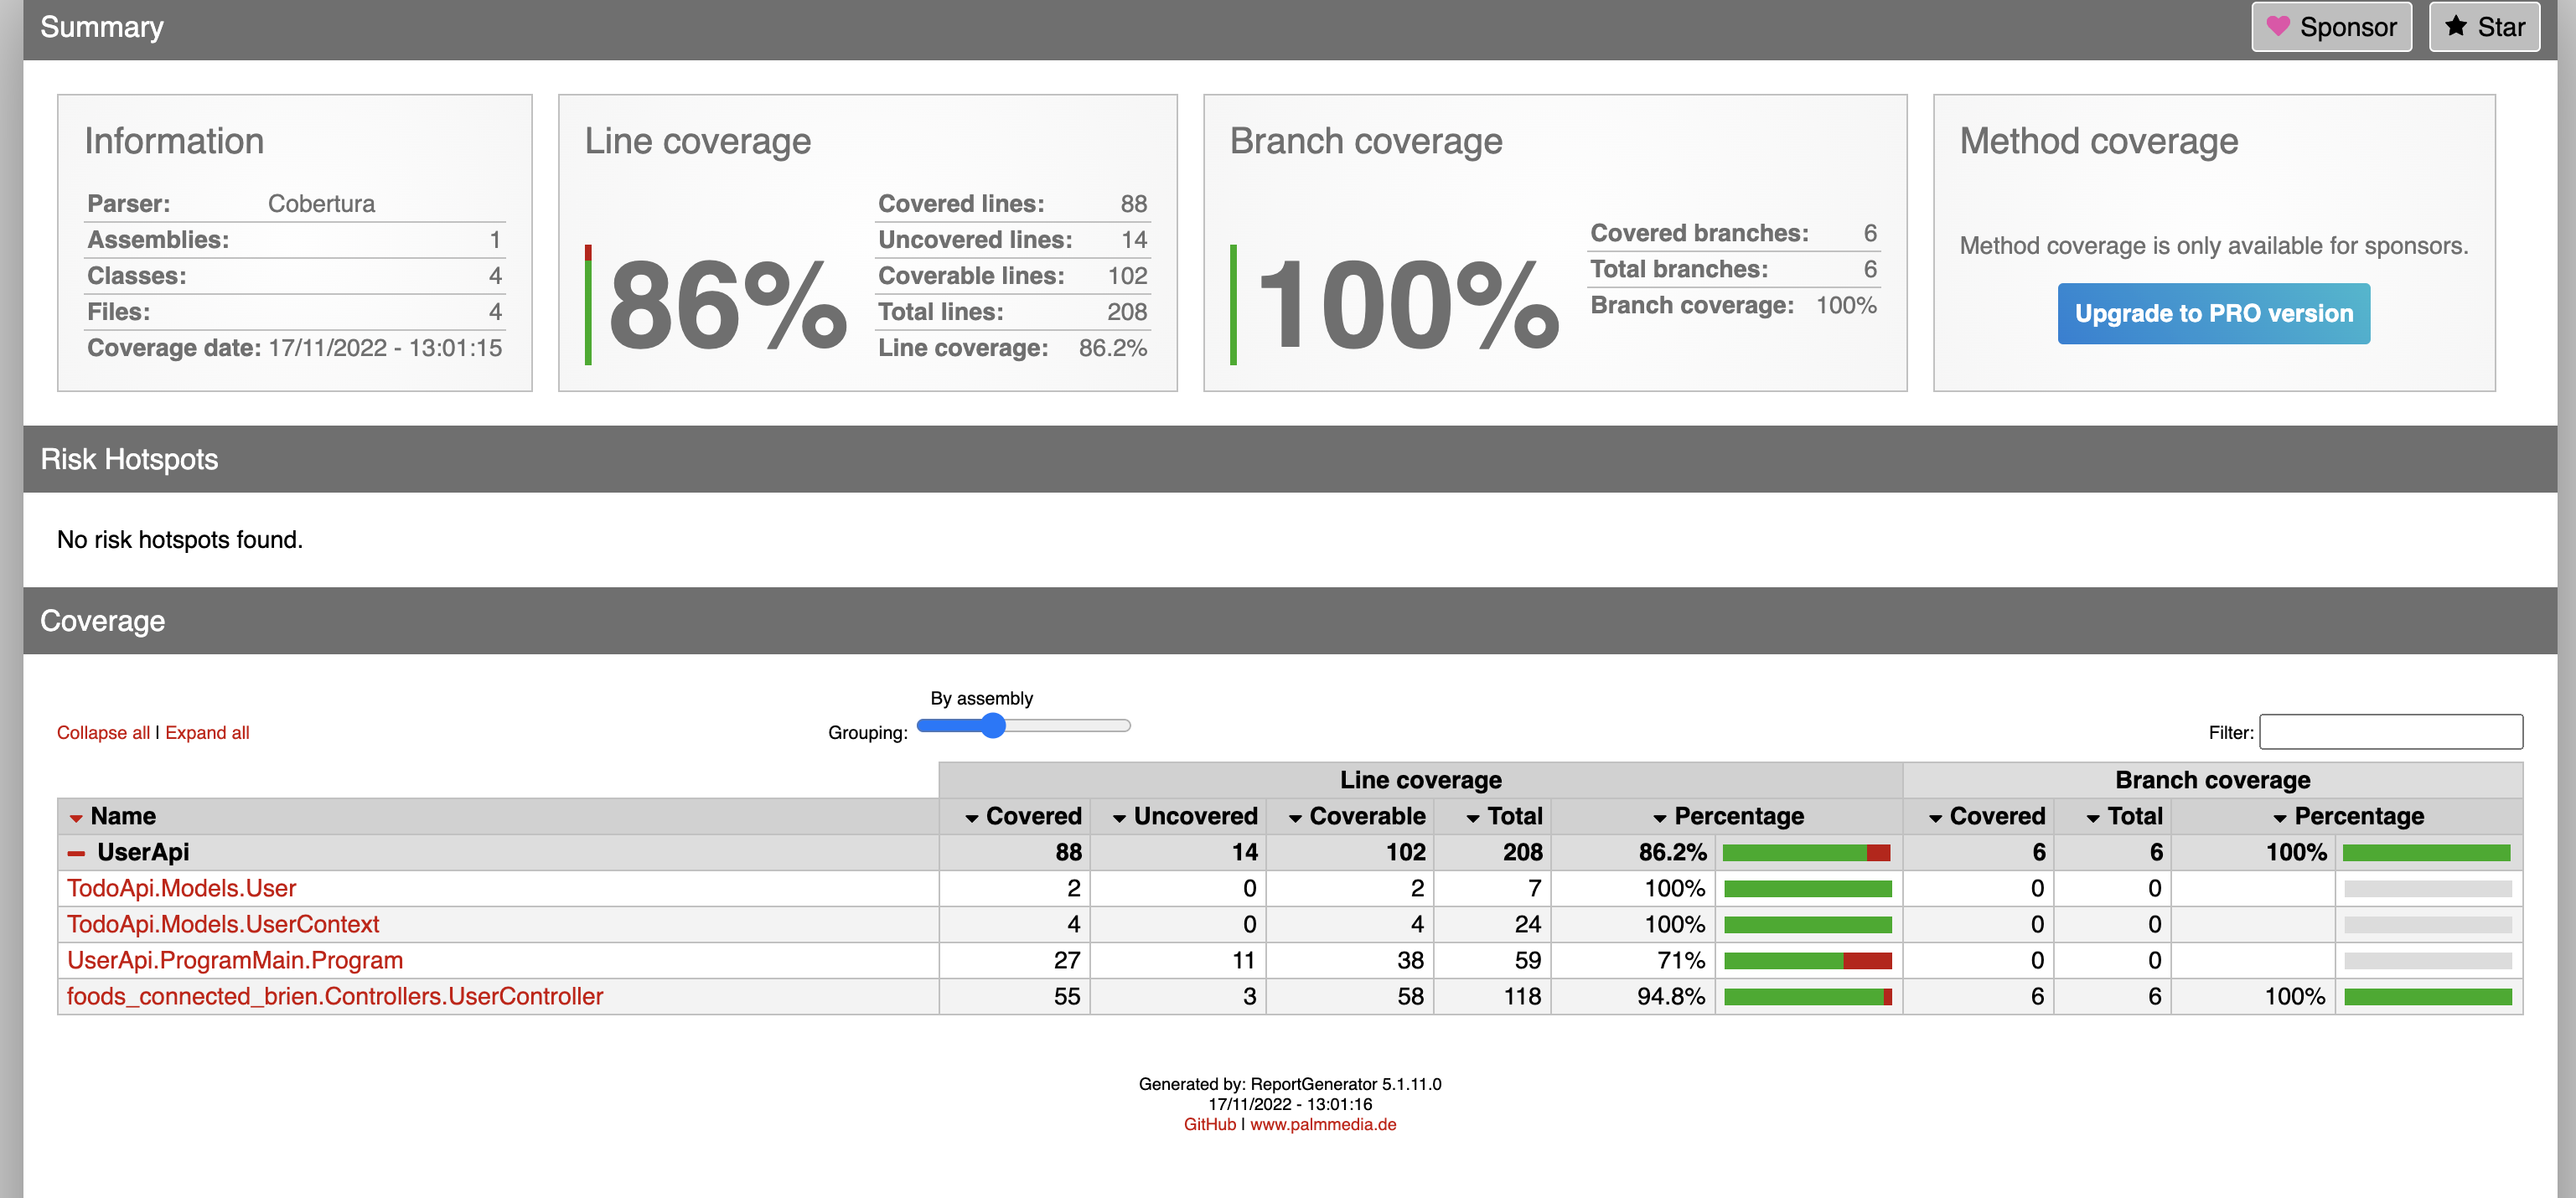 Summary
Sponsor
Star
Information
Parser: Cobertura
Assemblies: 1
Classes: 4
Files: 4
Coverage date: 17/11/2022 - 13:01:15
Line coverage
86%
Covered lines: 88
Uncovered lines: 14
Coverable lines: 102
Total lines: 208
Line coverage: 86.2%
Branch coverage
100%
Covered branches: 6
Total branches: 6
Branch coverage: 100%
Method coverage
Method coverage is only available for sponsors.
Upgrade to PRO version
Risk Hotspots
No risk hotspots found.
Coverage
Collapse all | Expand all
By assembly
Grouping:
Filter:
Line coverage Branch coverage
Name Covered Uncovered Coverable Total Percentage Covered Total Percentage
UserApi 88 14 102 208 86.2% 6 6 100%
TodoApi.Models.User 2 0 2 7 100% 0 0
TodoApi.Models.UserContext 4 0 4 24 100% 0 0
UserApi.ProgramMain.Program 27 11 38 59 71% 0 0
foods_connected_brien.Controllers.UserController 55 3 58 118 94.8% 6 6 100%
Generated by: ReportGenerator 5.1.11.0
17/11/2022 - 13:01:16
GitHub | www.palmmedia.de